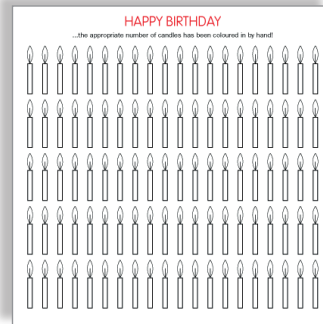 HAPPY BIRTHDAY
...the appropriate number of candles has been coloured in by hand!